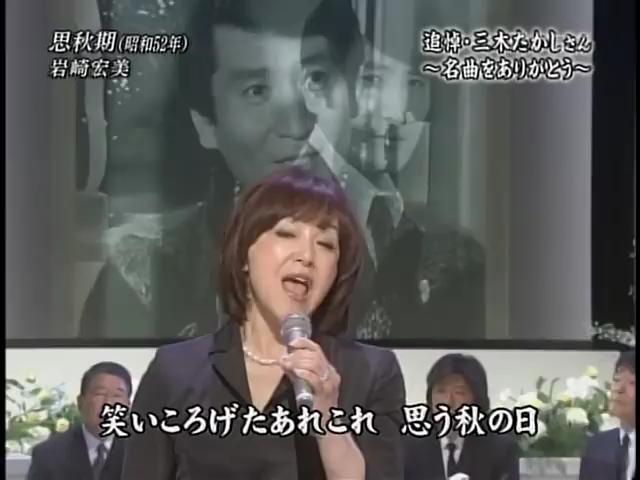 思秋期(昭和52年)
岩崎宏美
追悼・三木たかしさん
～名曲をありがとう～
笑いころげたあれこれ 思う秋の日